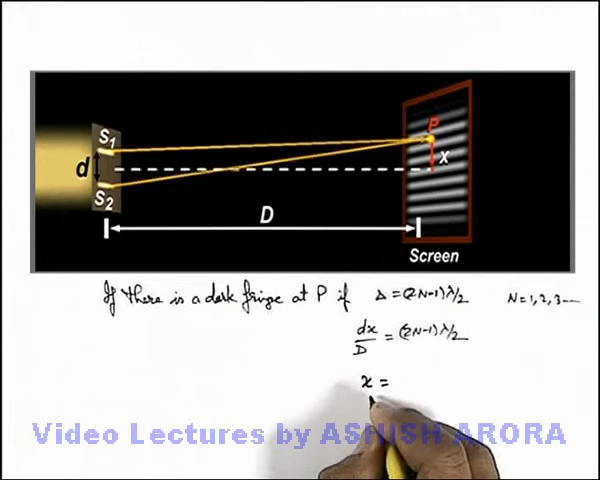 S1
P
d
x
S2
D
Screen
If there is a dark fringe at P if Δ = (2N-1)λ/2 N=1,2,3---
dx/D = (2N-1)λ/2
x =
Video Lectures by ASHISH ARORA